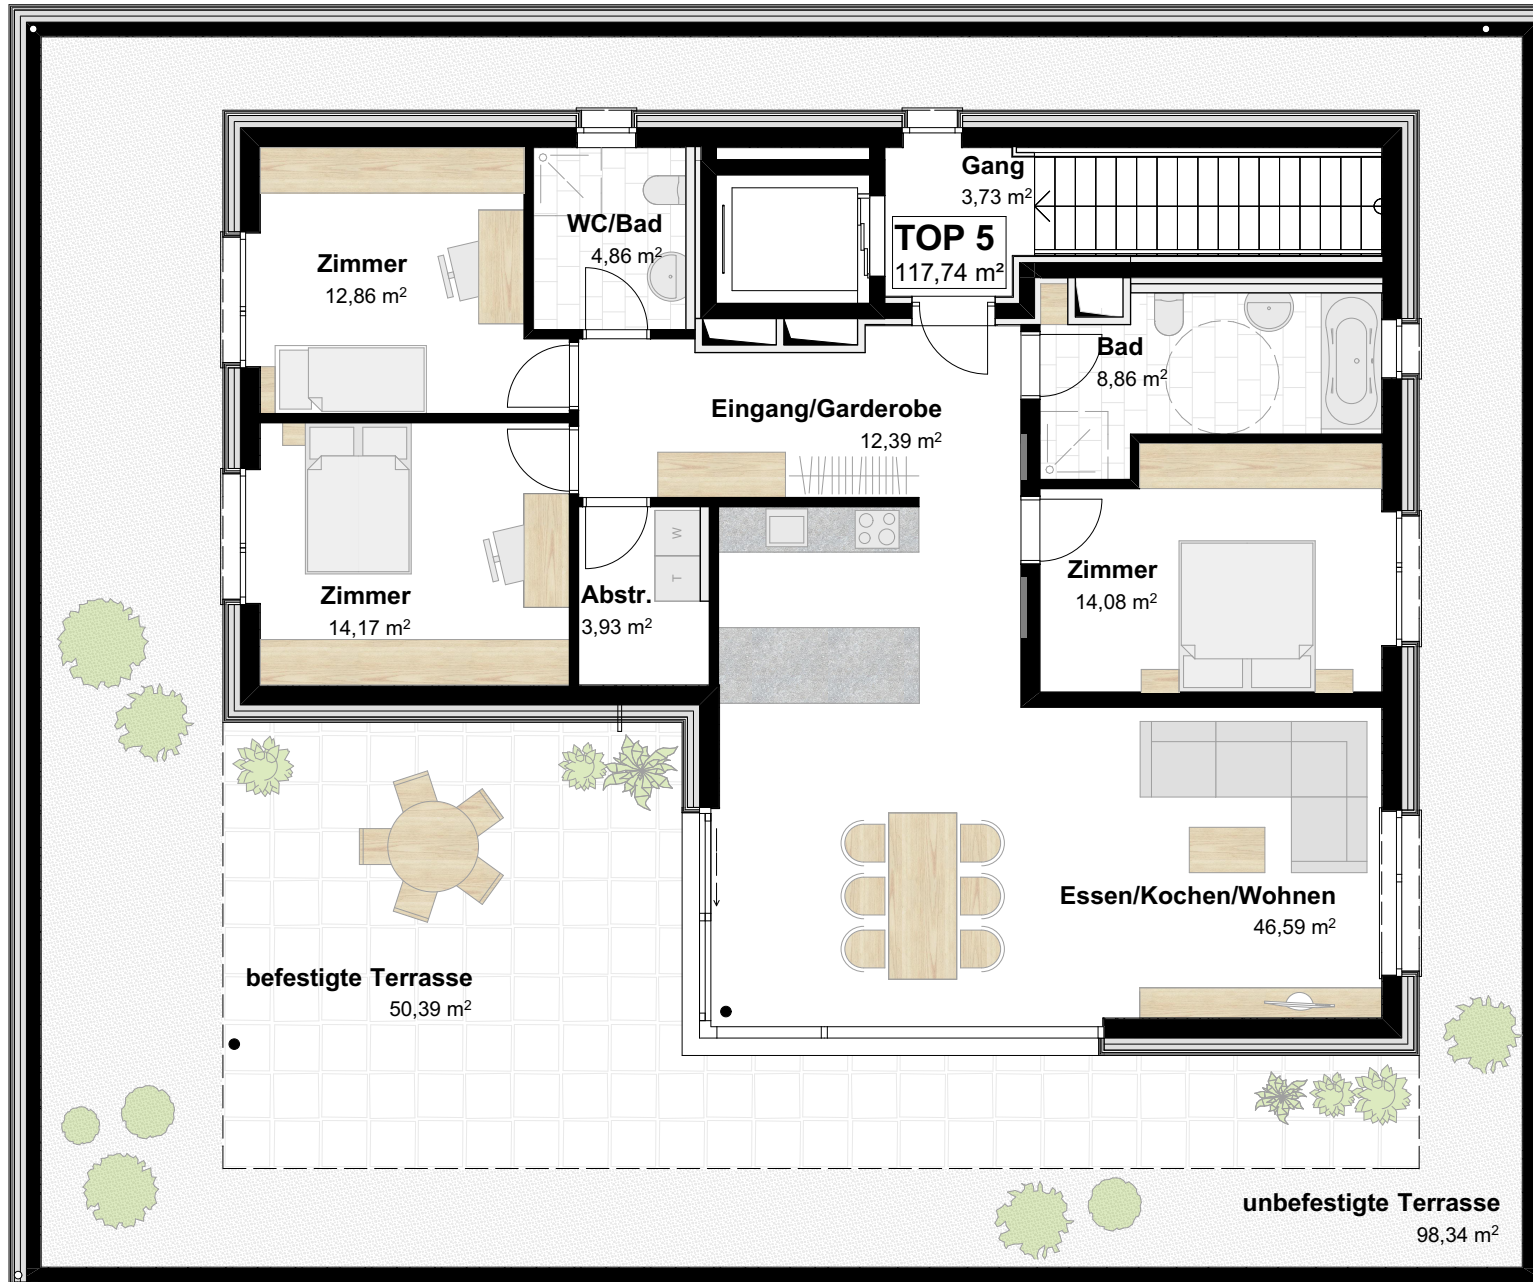 Gang
3,73 m²
TOP 5
117,74 m²
WC/Bad
4,86 m²
Zimmer
12,86 m²
Bad
8,86 m²
Eingang/Garderobe
12,39 m²
W
T
Zimmer
14,08 m²
Zimmer
14,17 m²
Abstr.
3,93 m²
Essen/Kochen/Wohnen
46,59 m²
befestigte Terrasse
50,39 m²
unbefestigte Terrasse
98,34 m²